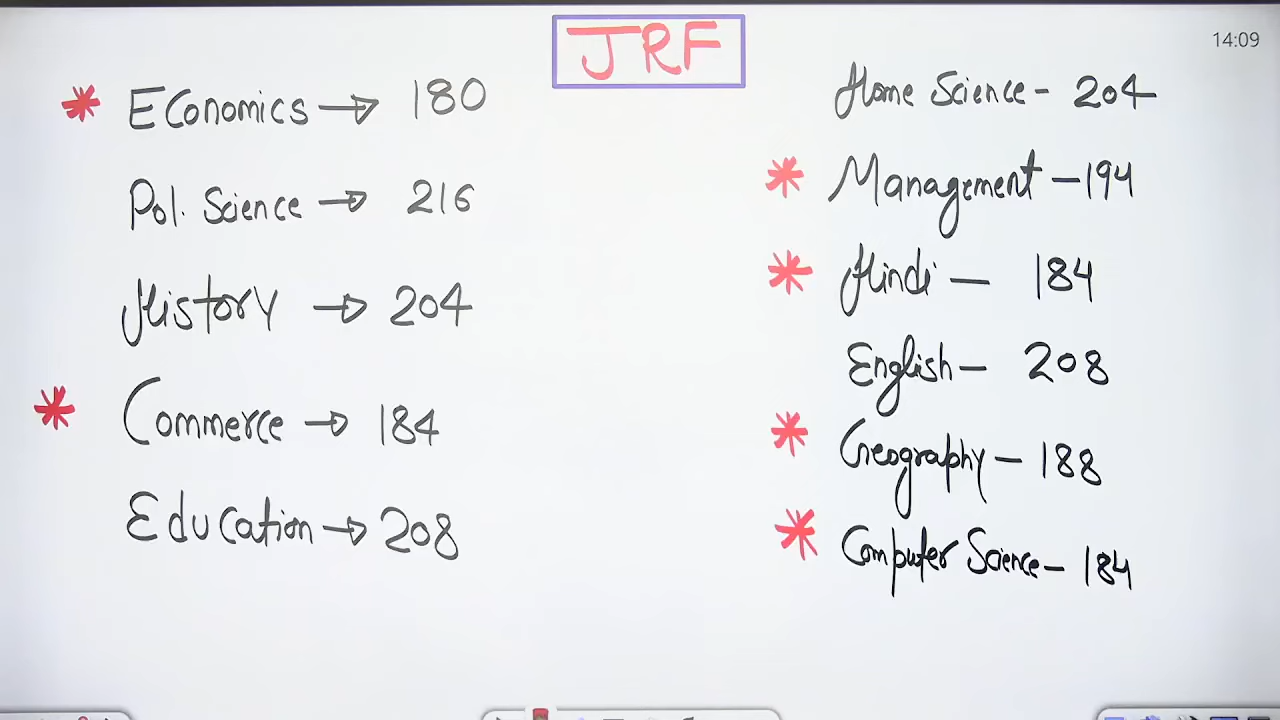 JRF
14:09
* Economics → 180
Pol. Science → 216
History → 204
* Commerce → 184
Education → 208
Home Science - 204
* Management - 194
* Hindi - 184
English - 208
* Geography - 188
* Computer Science - 184